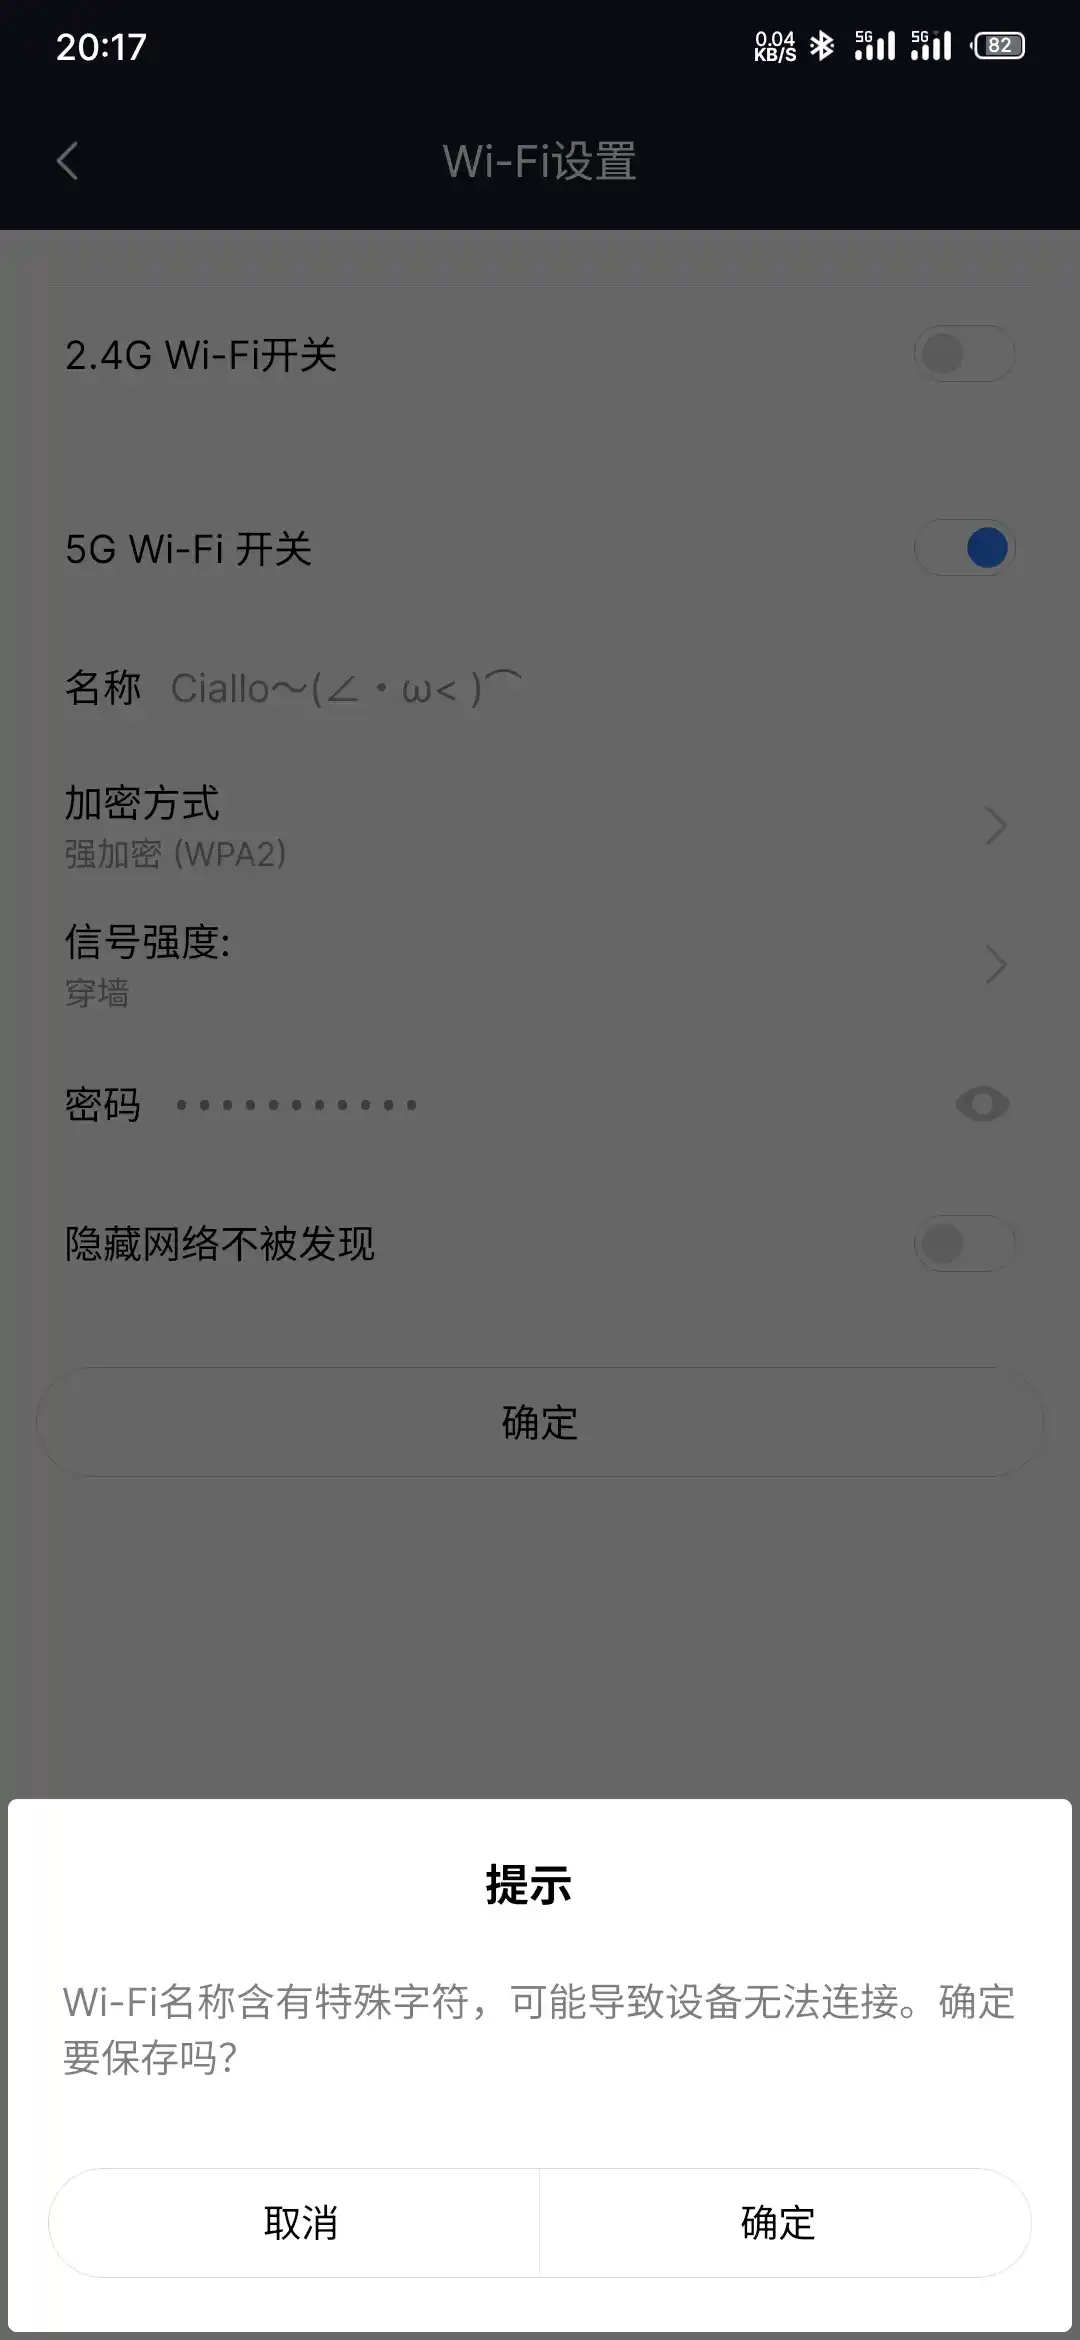 20:17
0.04
KB/S
5G
5G
82
Wi-Fi设置
2.4G Wi-Fi开关
5G Wi-Fi 开关
名称 Ciallo～(∠・ω< )⌒
加密方式
强加密 (WPA2)
信号强度:
穿墙
密码 •••••••••••
隐藏网络不被发现
确定
提示
Wi-Fi名称含有特殊字符，可能导致设备无法连接。确定
要保存吗？
取消
确定